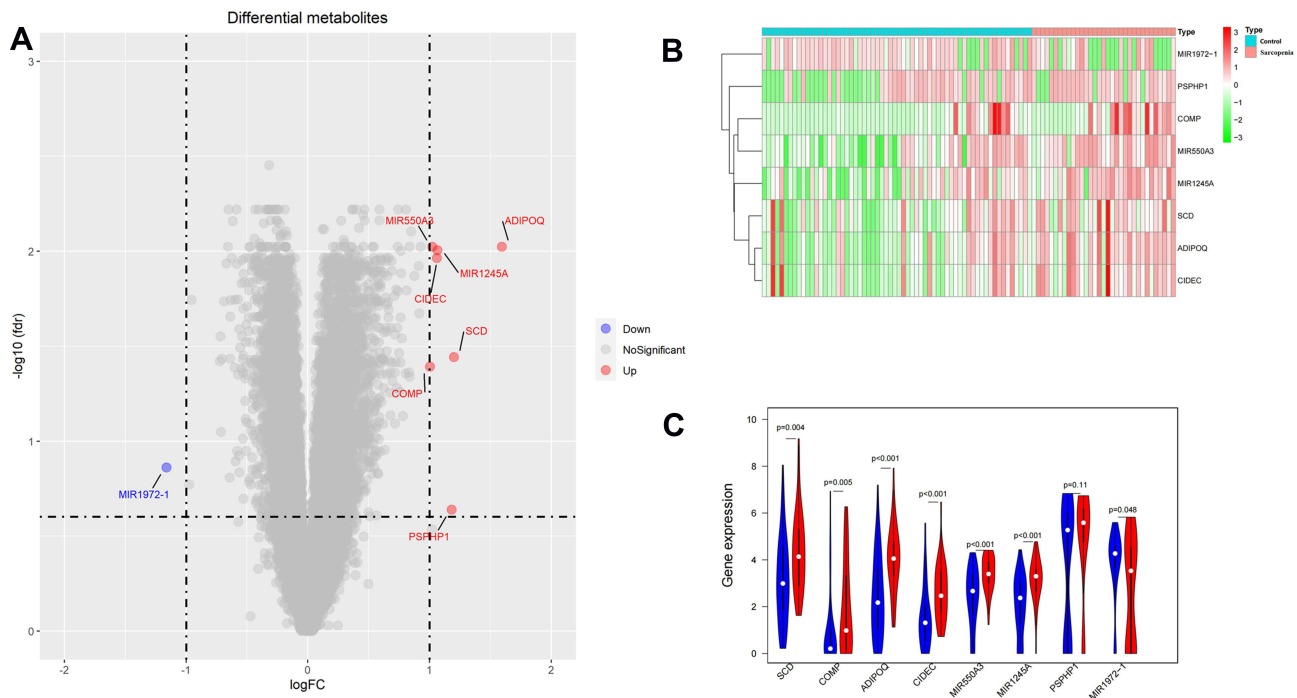 A
Differential metabolites
3
2
1
0
-log10 (fdr)
-2
-1
0
1
2
logFC
MIR550A3
ADIPOQ
MIR1245A
CIDEC
SCD
COMP
MIR1972-1
PSPHP1
Down
NoSignificant
Up
B
Type
MIR1972-1
PSPHP1
COMP
MIR550A3
MIR1245A
SCD
ADIPOQ
CIDEC
3
2
1
0
-1
-2
-3
Type
Control
Sarcopenia
C
Gene expression
10
8
6
4
2
0
p=0.004
p=0.005
p<0.001
p<0.001
p<0.001
p<0.001
p=0.11
p=0.048
SCD
COMP
ADIPOQ
CIDEC
MIR550A3
MIR1245A
PSPHP1
MIR1972-1